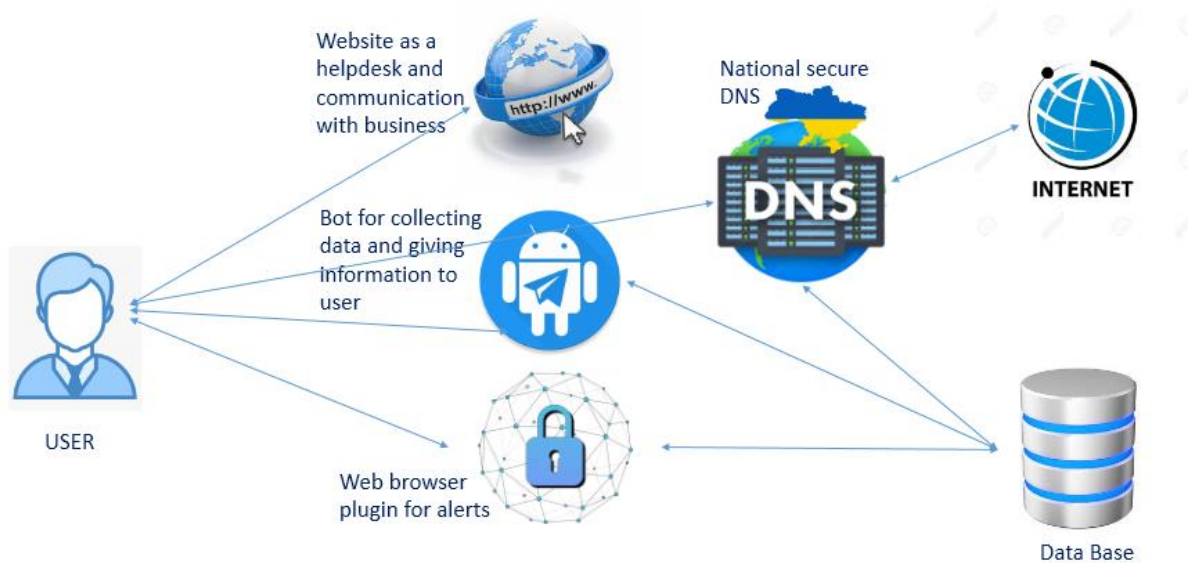 Website as a
helpdesk and
communication
with business
http://www.
National secure
DNS
DNS
INTERNET
Bot for collecting
data and giving
information to
user
USER
Web browser
plugin for alerts
Data Base